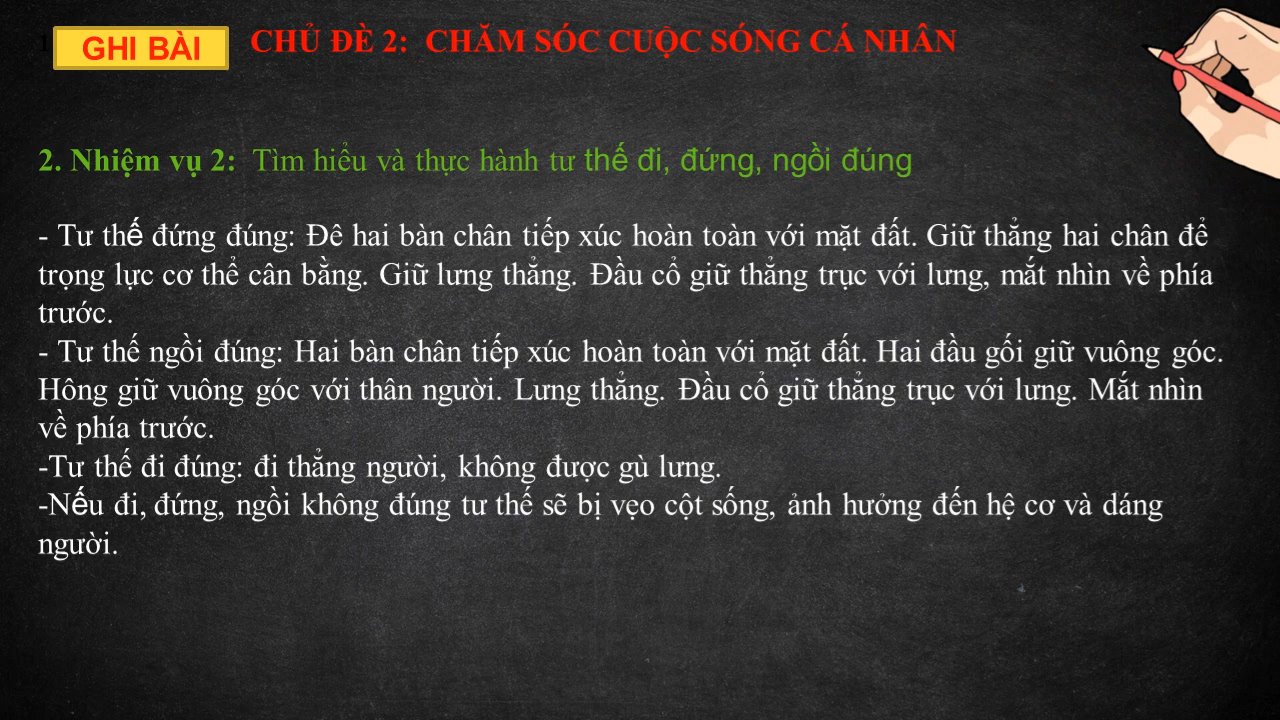 GHI BÀI
CHỦ ĐỀ 2: CHĂM SÓC CUỘC SỐNG CÁ NHÂN
2. Nhiệm vụ 2: Tìm hiểu và thực hành tư thế đi, đứng, ngồi đúng
- Tư thế đứng đúng: Đê hai bàn chân tiếp xúc hoàn toàn với mặt đất. Giữ thẳng hai chân để
trọng lực cơ thể cân bằng. Giữ lưng thẳng. Đầu cổ giữ thẳng trục với lưng, mắt nhìn về phía
trước.
- Tư thế ngồi đúng: Hai bàn chân tiếp xúc hoàn toàn với mặt đất. Hai đầu gối giữ vuông góc.
Hông giữ vuông góc với thân người. Lưng thẳng. Đầu cổ giữ thẳng trục với lưng. Mắt nhìn
về phía trước.
-Tư thế đi đúng: đi thẳng người, không được gù lưng.
-Nếu đi, đứng, ngồi không đúng tư thế sẽ bị vẹo cột sống, ảnh hưởng đến hệ cơ và dáng
người.